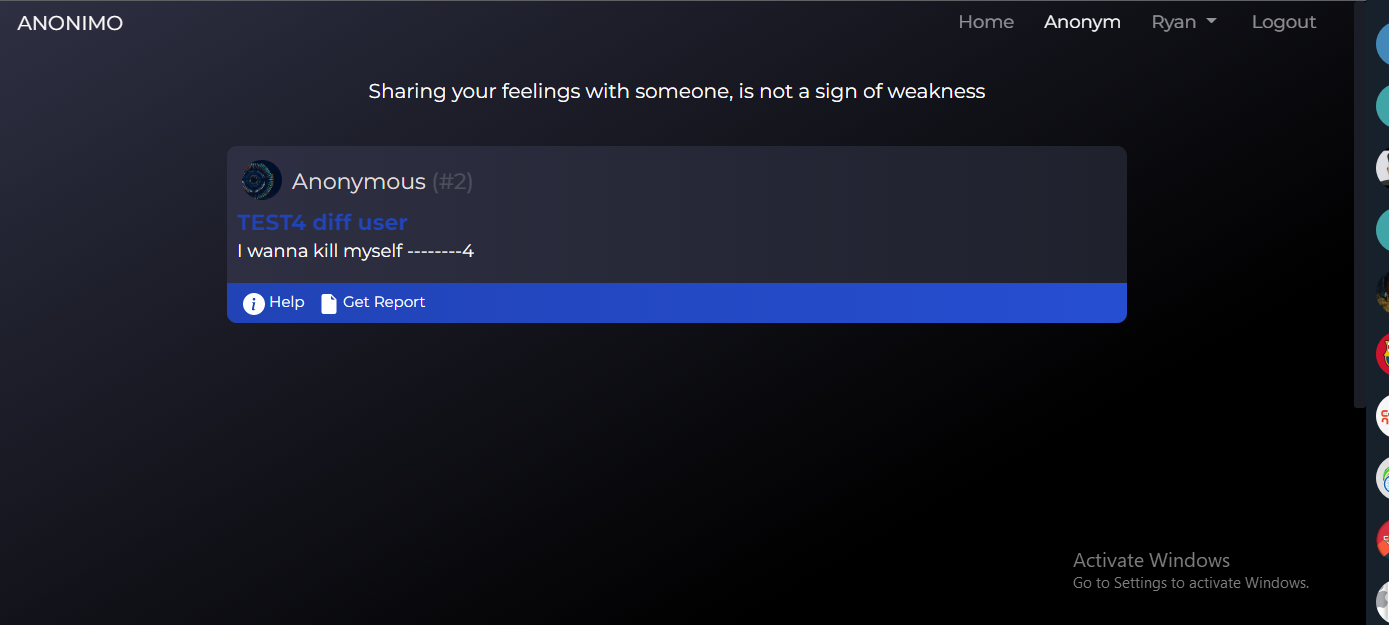 ANONIMO
Home Anonym Ryan Logout
Sharing your feelings with someone, is not a sign of weakness
Anonymous (#2)
TEST4 diff user
I wanna kill myself --------4
Help Get Report
Activate Windows
Go to Settings to activate Windows.